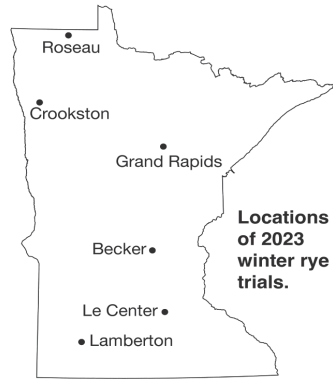 Roseau
Crookston
Grand Rapids
Locations
of 2023
winter rye
trials.
Becker
Le Center
Lamberton